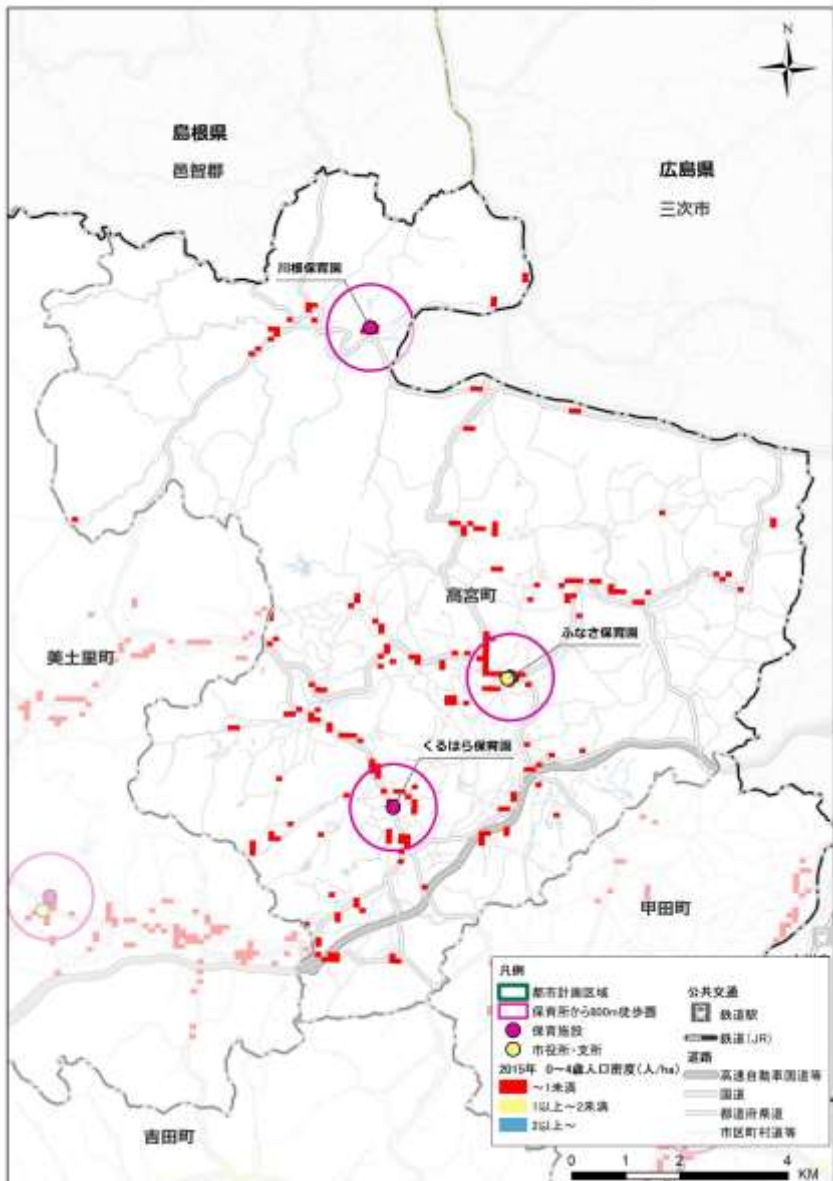 N
島根県
邑智郡
広島県
三次市
川根保育園
高宮町
ふなさ保育園
美土里町
くるはら保育園
甲田町
吉田町
凡例
都市計画区域
保育所から800m徒歩圏
保育施設
市役所・支所
2015年 0~4歳人口密度(人/ha)
~1未満
1以上~2未満
2以上~
公共交通
鉄道駅
鉄道(JR)
道路
高速自動車国道等
国道
都道府県道
市区町村道等
0 1 2 4
KM